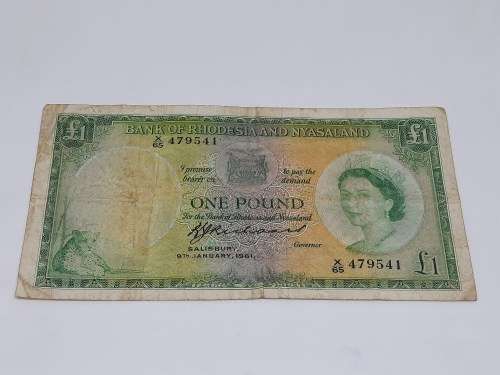 £1 BANK OF RHODESIA AND NYASALAND £1
X/65 479541
I promise to pay the
bearer on demand
ONE POUND
For the Bank of Rhodesia and Nyasaland
Governor
SALISBURY,
9TH JANUARY, 1961.
X/65 479541 £1